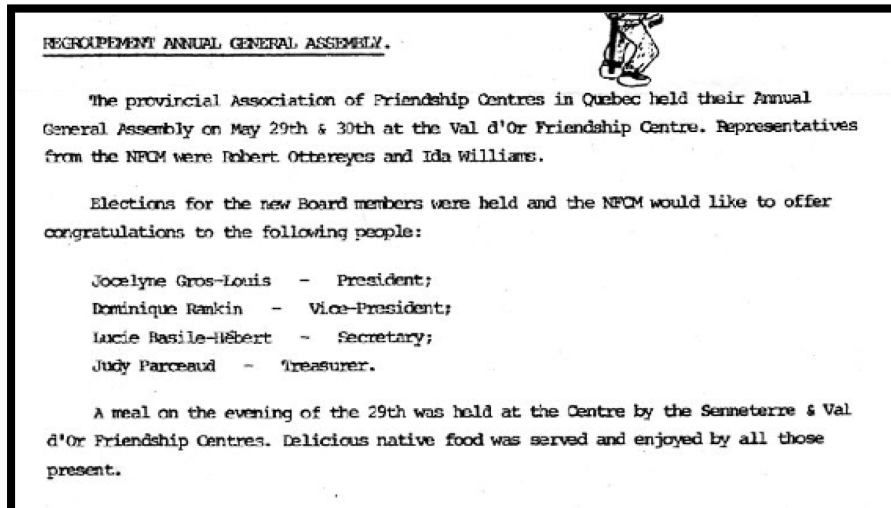 REGROUPEMENT ANNUAL GENERAL ASSEMBLY.
The provincial Association of Friendship Centres in Quebec held their Annual
General Assembly on May 29th & 30th at the Val d'Or Friendship Centre. Representatives
from the NFCM were Robert Ottereyes and Ida Williams.
Elections for the new Board members were held and the NFCM would like to offer
congratulations to the following people:
Jocelyne Gros-Louis - President;
Dominique Rankin - Vice-President;
Lucie Basile-Hébert - Secretary;
Judy Parceaud - Treasurer.
A meal on the evening of the 29th was held at the Centre by the Senneterre & Val
d'Or Friendship Centres. Delicious native food was served and enjoyed by all those
present.